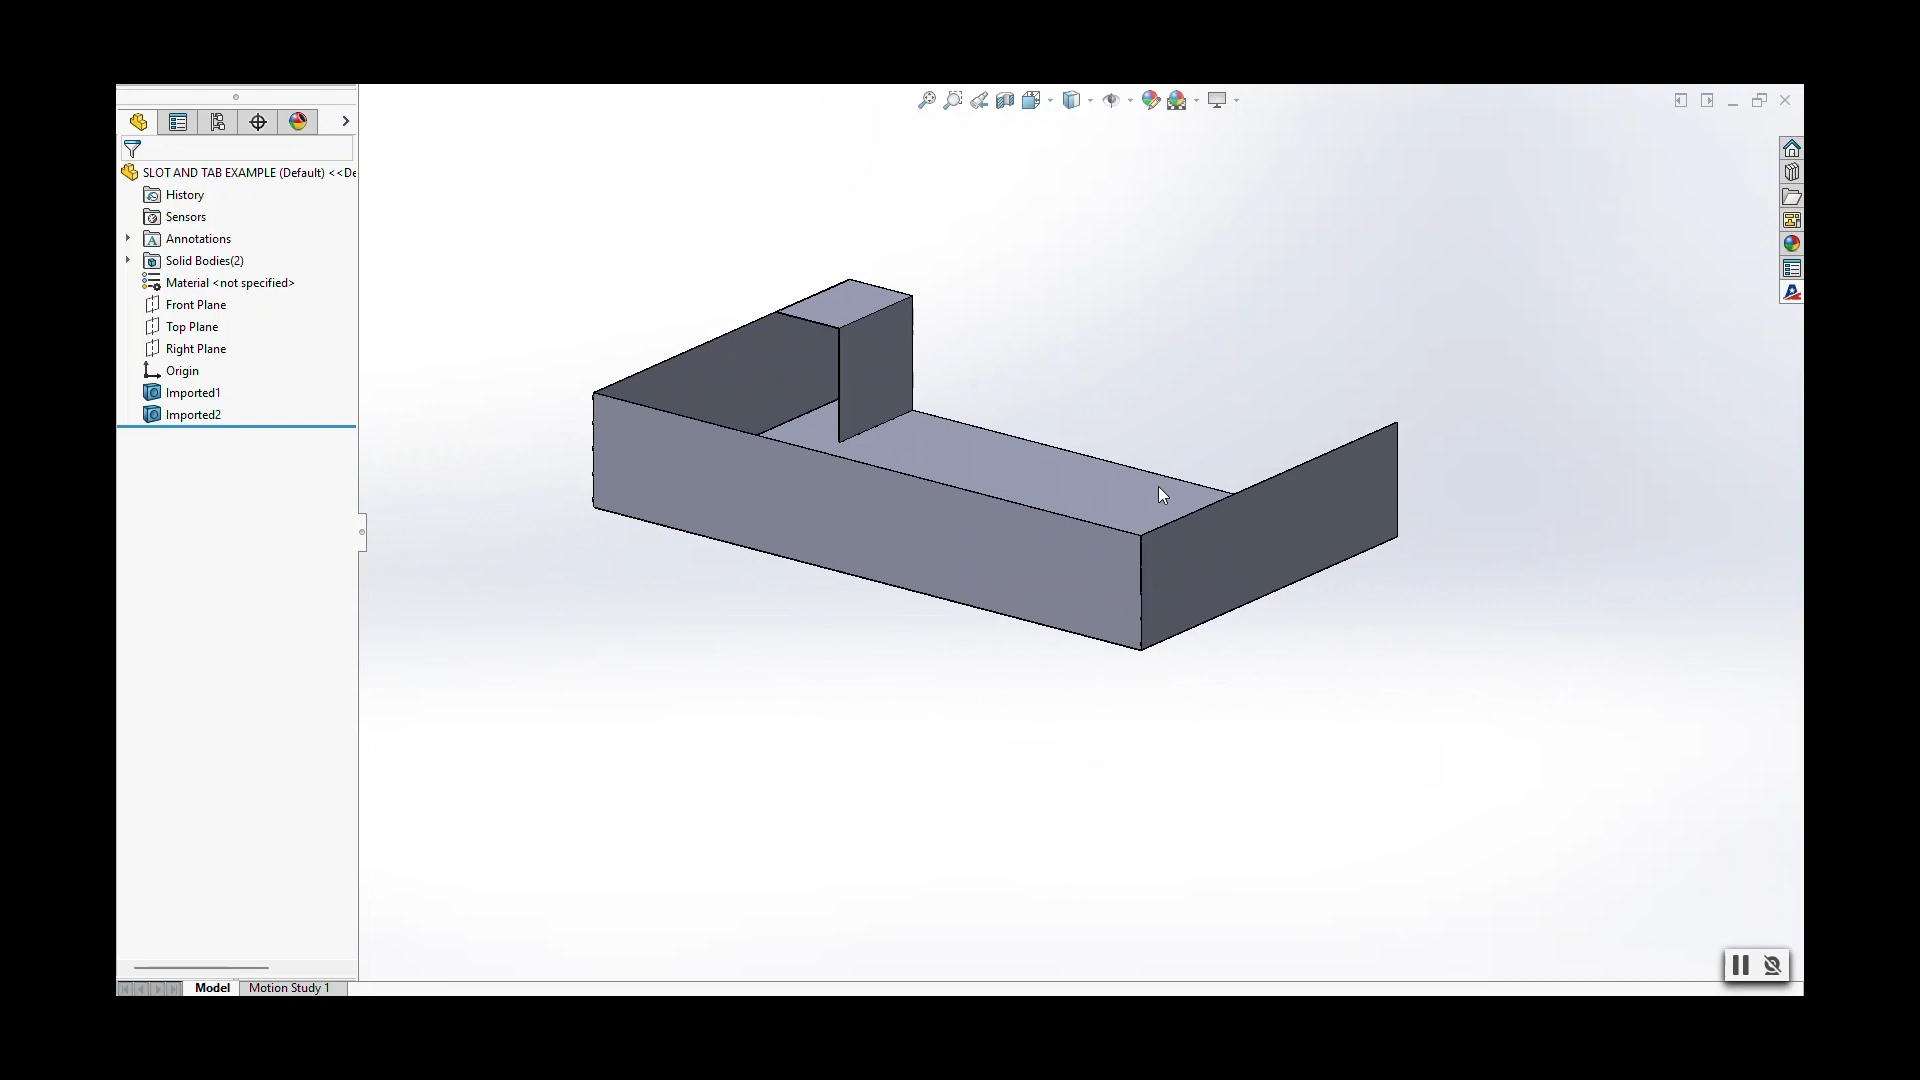 SLOT AND TAB EXAMPLE (Default) <<De
History
Sensors
A Annotations
Solid Bodies(2)
Material <not specified>
Front Plane
Top Plane
Right Plane
Origin
Imported1
Imported2
Model Motion Study 1